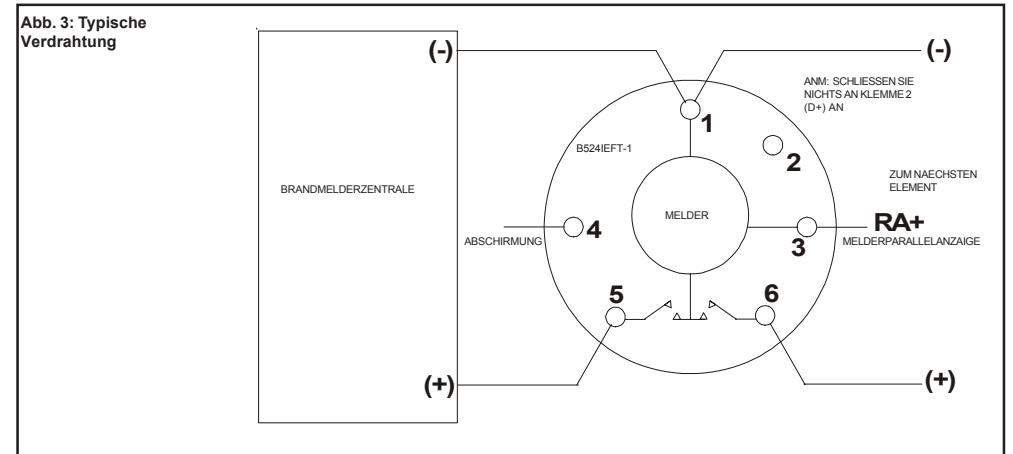 Abb. 3: Typische
Verdrahtung
(-)
(-)
ANM: SCHLIESSEN SIE
NICHTS AN KLEMME 2
(D+) AN
1
B524IEFT-1
2
ZUM NAECHSTEN
ELEMENT
BRANDMELDERZENTRALE
MELDER
RA+
4
ABSCHIRMUNG
3
MELDERPARALLELANZAIGE
5
6
(+)
(+)